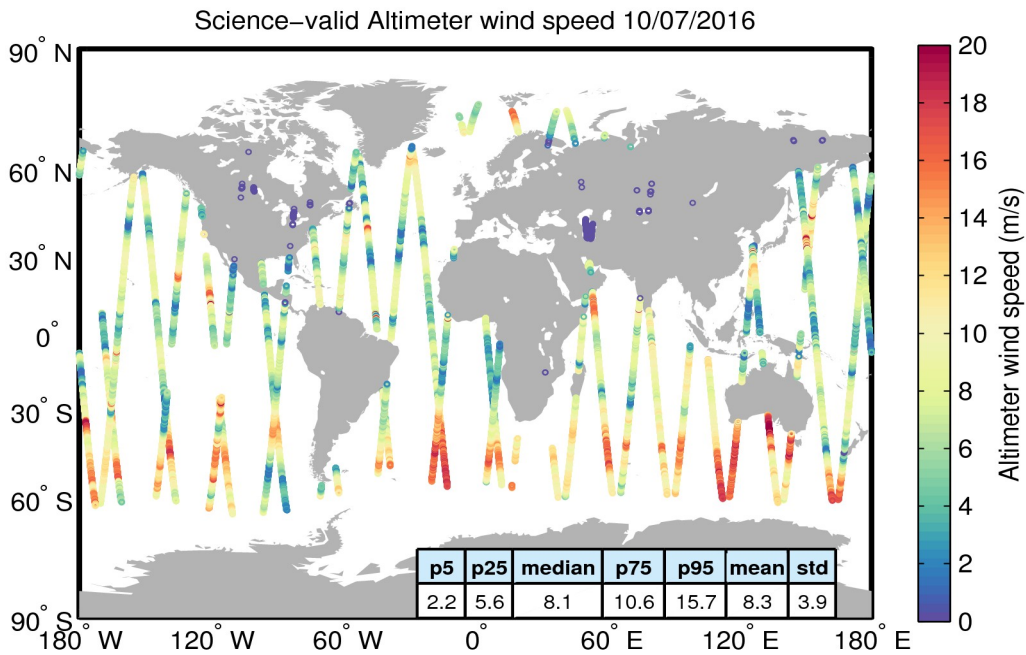 Science–valid Altimeter wind speed 10/07/2016
90° N
60° N
30° N
0°
30° S
60° S
90° S
180° W
120° W
60° W
0°
60° E
120° E
180° E
p5 p25 median p75 p95 mean std
2.2 5.6 8.1 10.6 15.7 8.3 3.9
20
18
16
14
12
10
8
6
4
2
0
Altimeter wind speed (m/s)